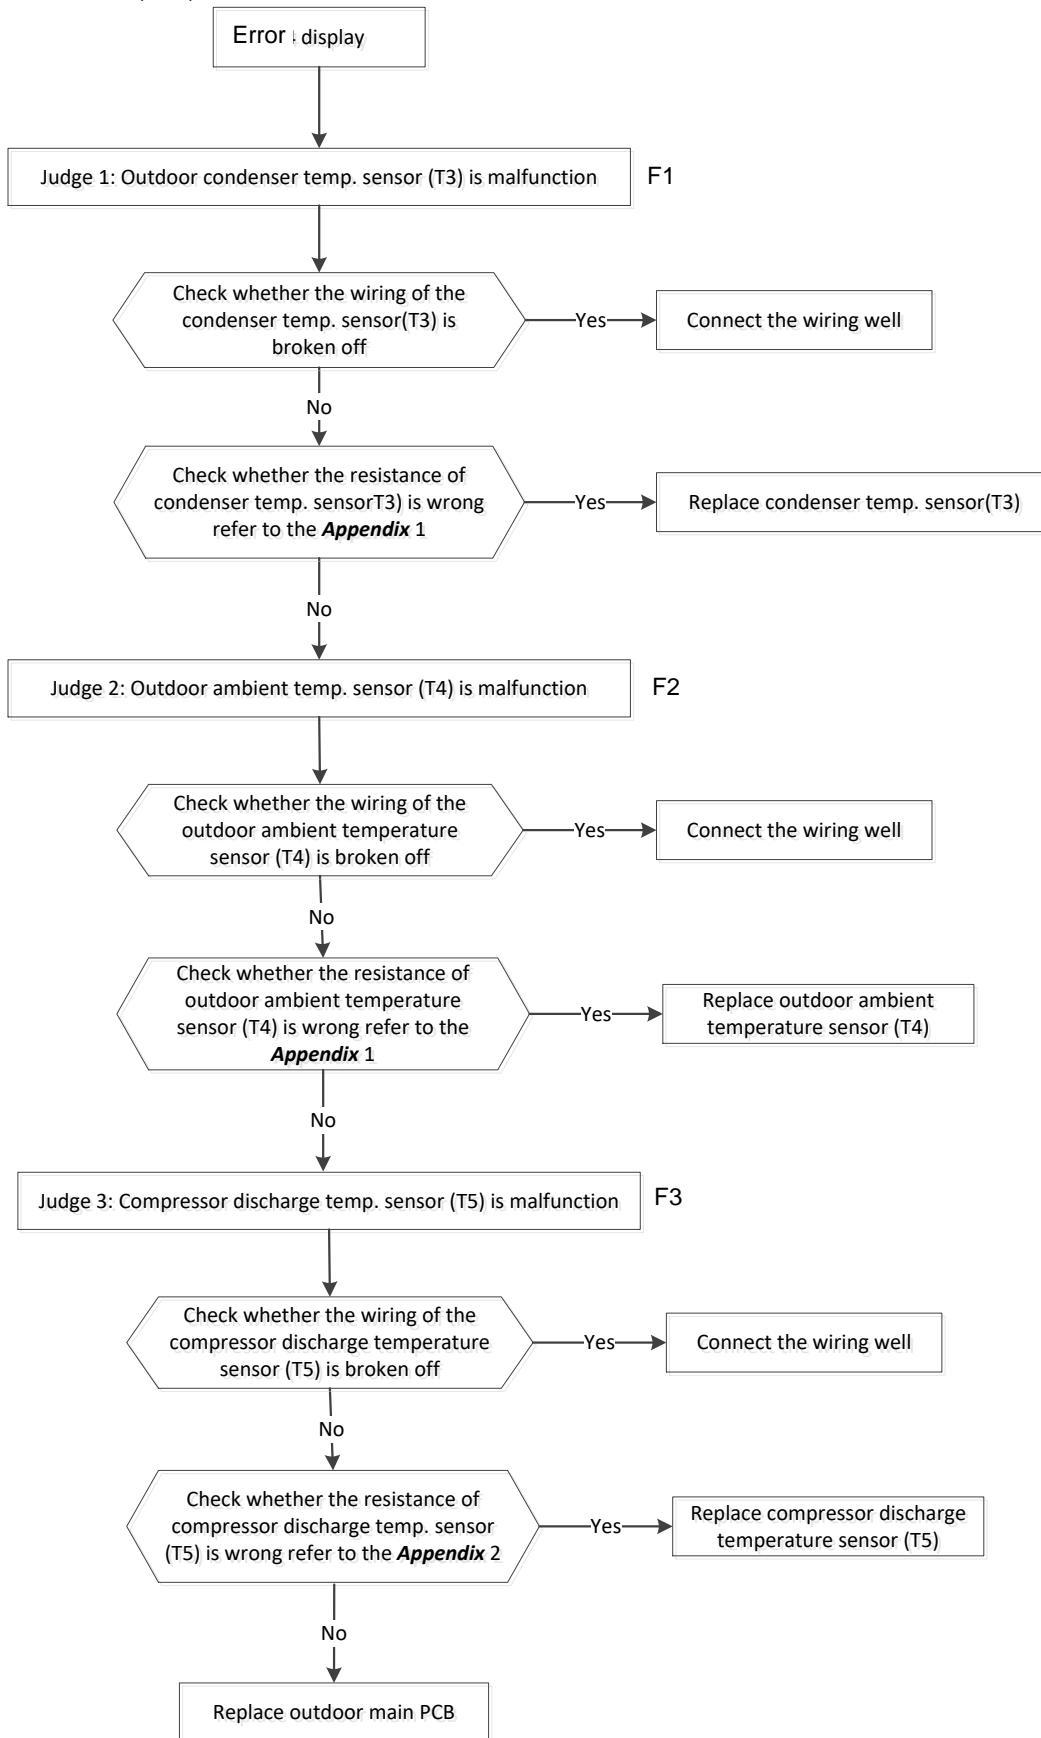 Error display
Judge 1: Outdoor condenser temp. sensor (T3) is malfunction
F1
Check whether the wiring of the
condenser temp. sensor(T3) is
broken off
Yes
Connect the wiring well
No
Check whether the resistance of
condenser temp. sensorT3) is wrong
refer to the Appendix 1
Yes
Replace condenser temp. sensor(T3)
No
Judge 2: Outdoor ambient temp. sensor (T4) is malfunction
F2
Check whether the wiring of the
outdoor ambient temperature
sensor (T4) is broken off
Yes
Connect the wiring well
No
Check whether the resistance of
outdoor ambient temperature
sensor (T4) is wrong refer to the
Appendix 1
Yes
Replace outdoor ambient
temperature sensor (T4)
No
Judge 3: Compressor discharge temp. sensor (T5) is malfunction
F3
Check whether the wiring of the
compressor discharge temperature
sensor (T5) is broken off
Yes
Connect the wiring well
No
Check whether the resistance of
compressor discharge temp. sensor
(T5) is wrong refer to the Appendix 2
Yes
Replace compressor discharge
temperature sensor (T5)
No
Replace outdoor main PCB